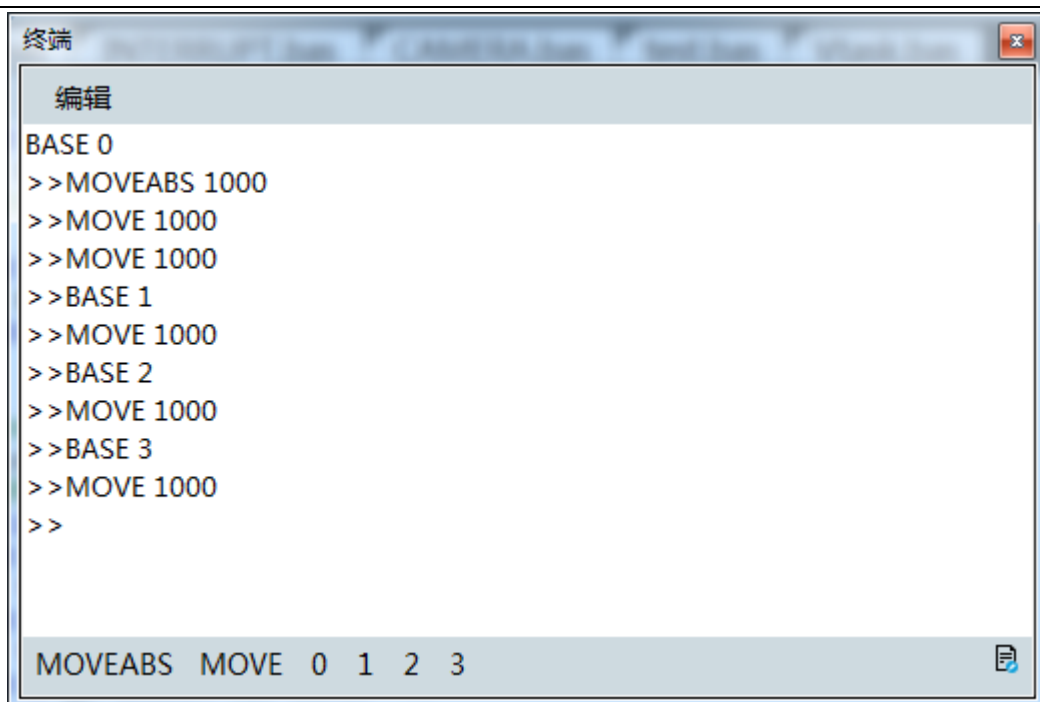 终端
编辑
BASE 0
>>MOVEABS 1000
>>MOVE 1000
>>MOVE 1000
>>BASE 1
>>MOVE 1000
>>BASE 2
>>MOVE 1000
>>BASE 3
>>MOVE 1000
>>
MOVEABS MOVE 0 1 2 3